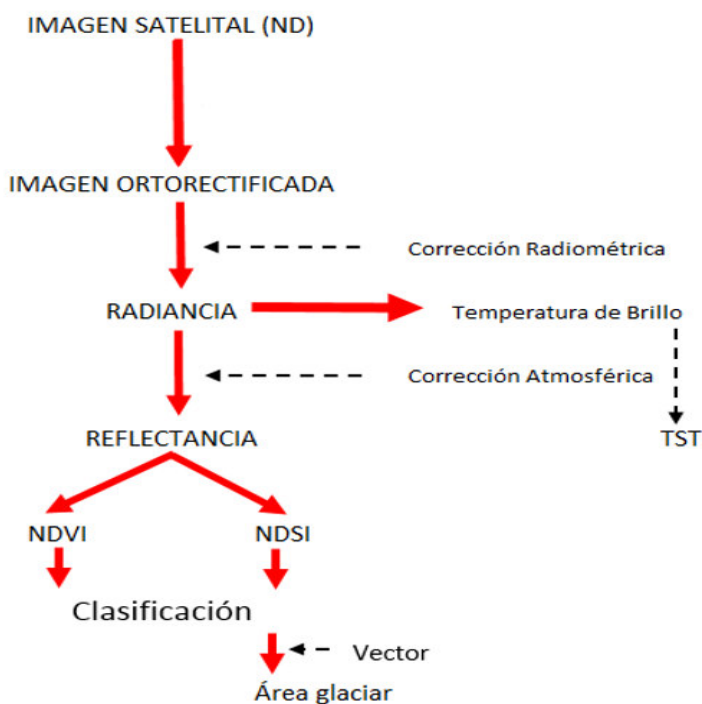 IMAGEN SATELITAL (ND)
IMAGEN ORTORECTIFICADA
Corrección Radiométrica
RADIANCIA
Temperatura de Brillo
Corrección Atmosférica
REFLECTANCIA
TST
NDVI
NDSI
Clasificación
Vector
Área glaciar